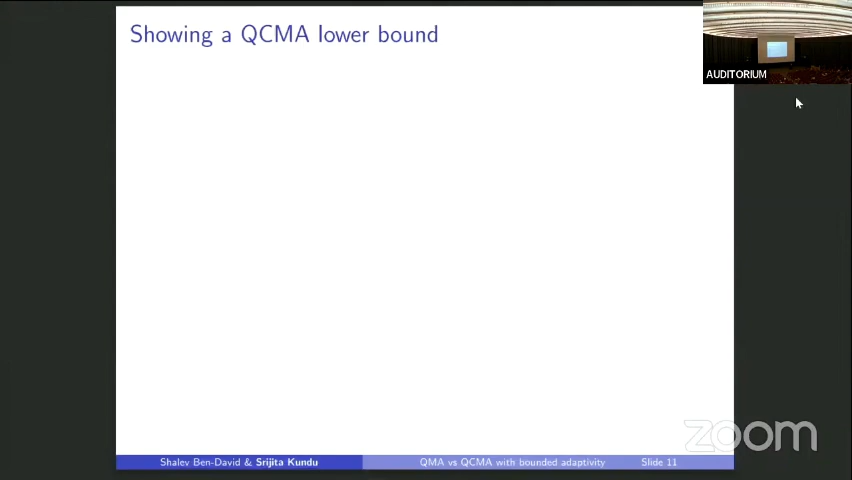 Showing a QCMA lower bound
AUDITORIUM
zoom
Shalev Ben-David & Srijita Kundu
QMA vs QCMA with bounded adaptivity
Slide 11